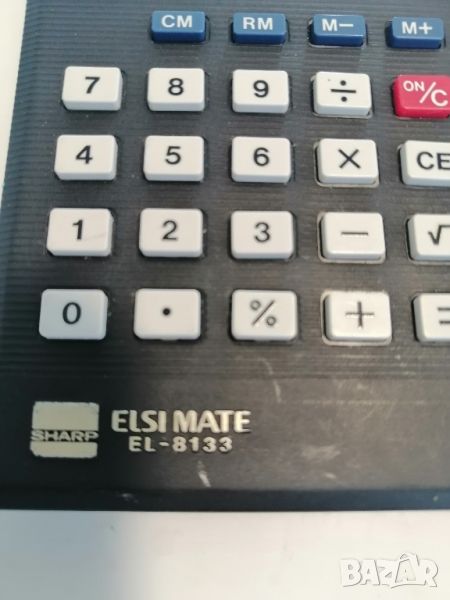 CM RM M− M+
7 8 9 ÷ ON/C
4 5 6 × CE
1 2 3 − √
0 . % + =
SHARP
ELSI MATE
EL-8133
BAZAR